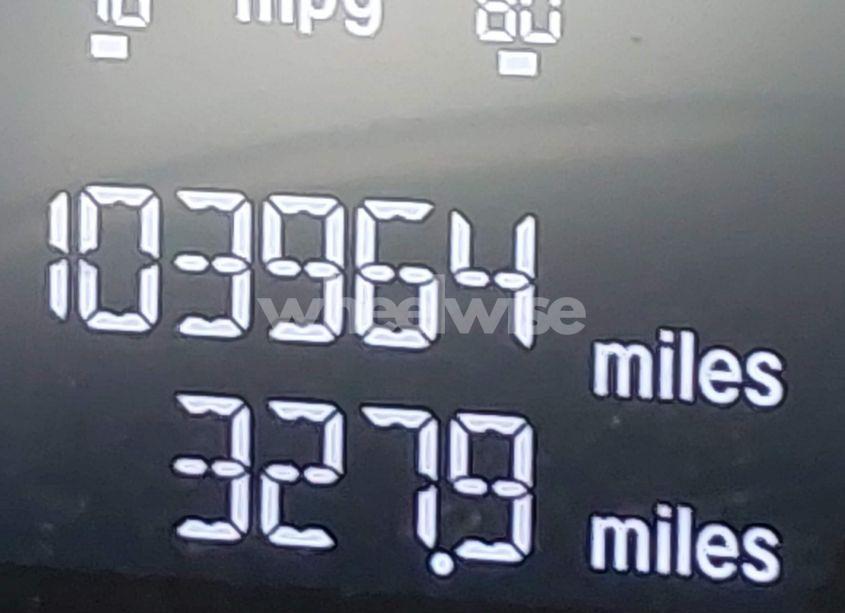 mpg
103964 miles
wheelwise
327.9 miles